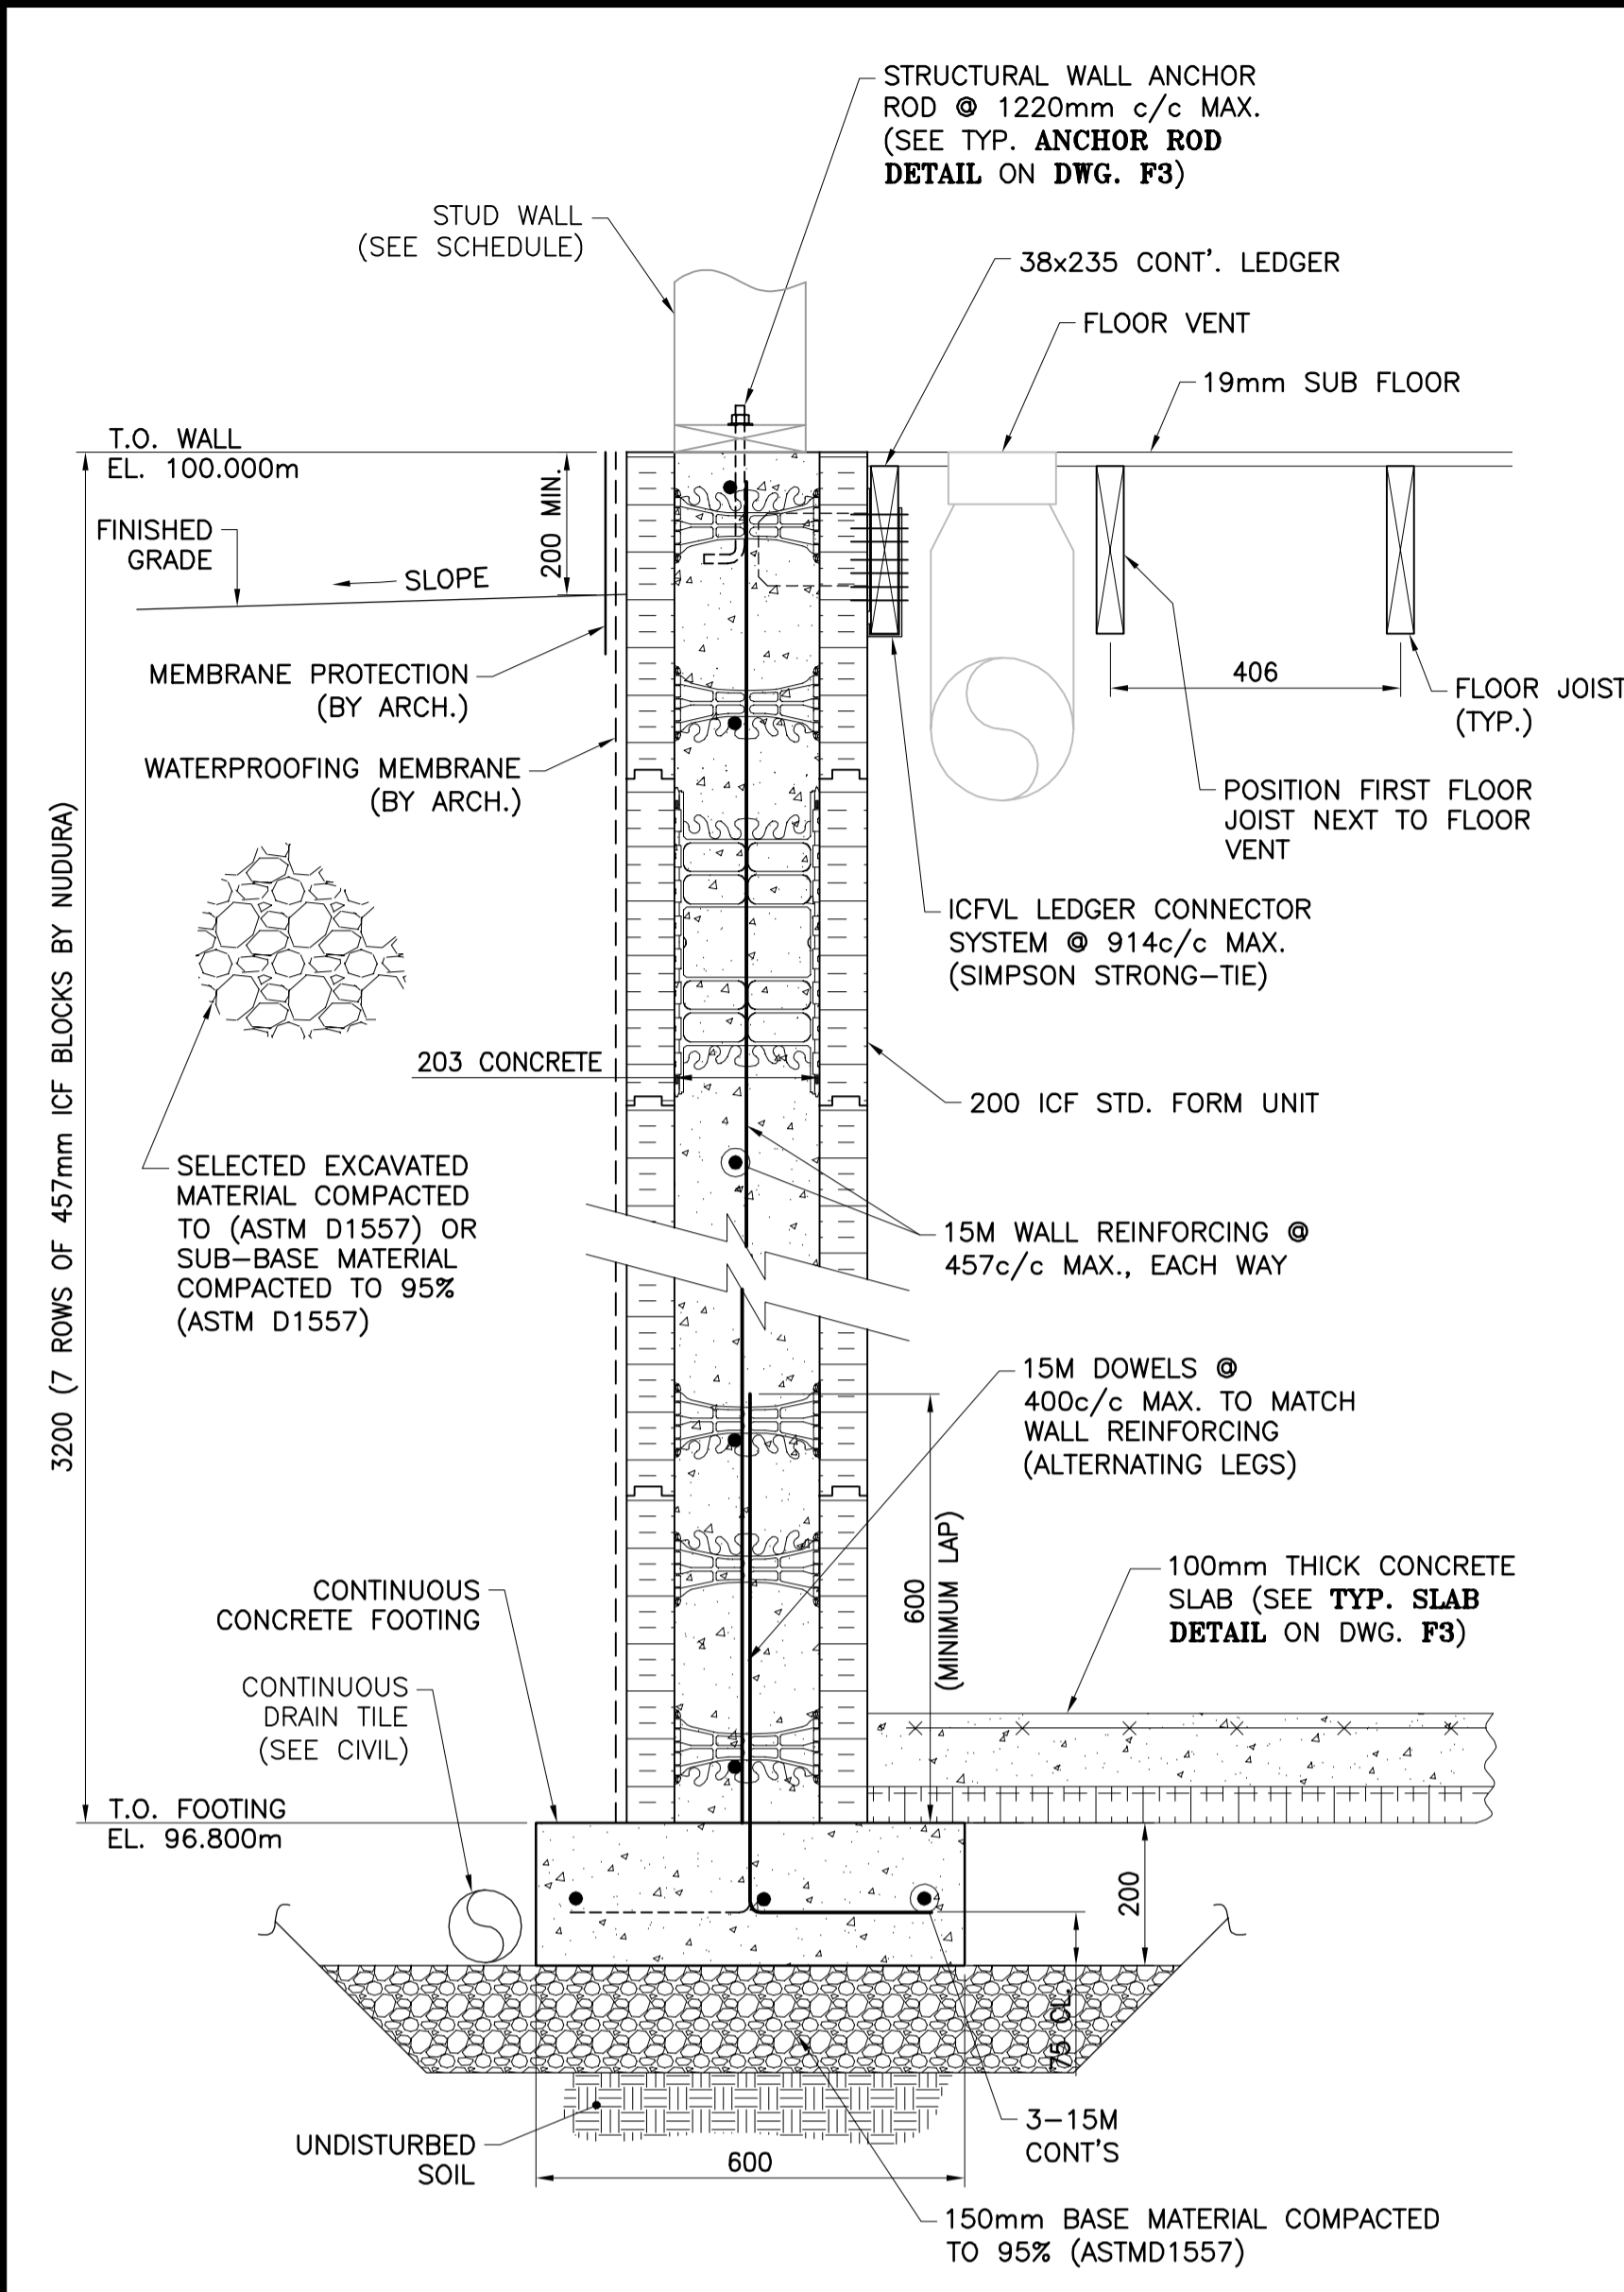 STRUCTURAL WALL ANCHOR
ROD @ 1220mm c/c MAX.
(SEE TYP. ANCHOR ROD
DETAIL ON DWG. F3)
STUD WALL
(SEE SCHEDULE)
38x235 CONT'. LEDGER
FLOOR VENT
19mm SUB FLOOR
T.O. WALL
EL. 100.000m
200 MIN.
FINISHED
GRADE
SLOPE
MEMBRANE PROTECTION
(BY ARCH.)
406
FLOOR JOIST
(TYP.)
WATERPROOFING MEMBRANE
(BY ARCH.)
POSITION FIRST FLOOR
JOIST NEXT TO FLOOR
VENT
3200 (7 ROWS OF 457mm ICF BLOCKS BY NUDURA)
ICFVL LEDGER CONNECTOR
SYSTEM @ 914c/c MAX.
(SIMPSON STRONG-TIE)
203 CONCRETE
200 ICF STD. FORM UNIT
SELECTED EXCAVATED
MATERIAL COMPACTED
TO (ASTM D1557) OR
SUB-BASE MATERIAL
COMPACTED TO 95%
(ASTM D1557)
15M WALL REINFORCING @
457c/c MAX., EACH WAY
15M DOWELS @
400c/c MAX. TO MATCH
WALL REINFORCING
(ALTERNATING LEGS)
600
(MINIMUM LAP)
100mm THICK CONCRETE
SLAB (SEE TYP. SLAB
DETAIL ON DWG. F3)
CONTINUOUS
CONCRETE FOOTING
CONTINUOUS
DRAIN TILE
(SEE CIVIL)
T.O. FOOTING
EL. 96.800m
200
75 CL.
3-15M
CONT'S
UNDISTURBED
SOIL
600
150mm BASE MATERIAL COMPACTED
TO 95% (ASTMD1557)